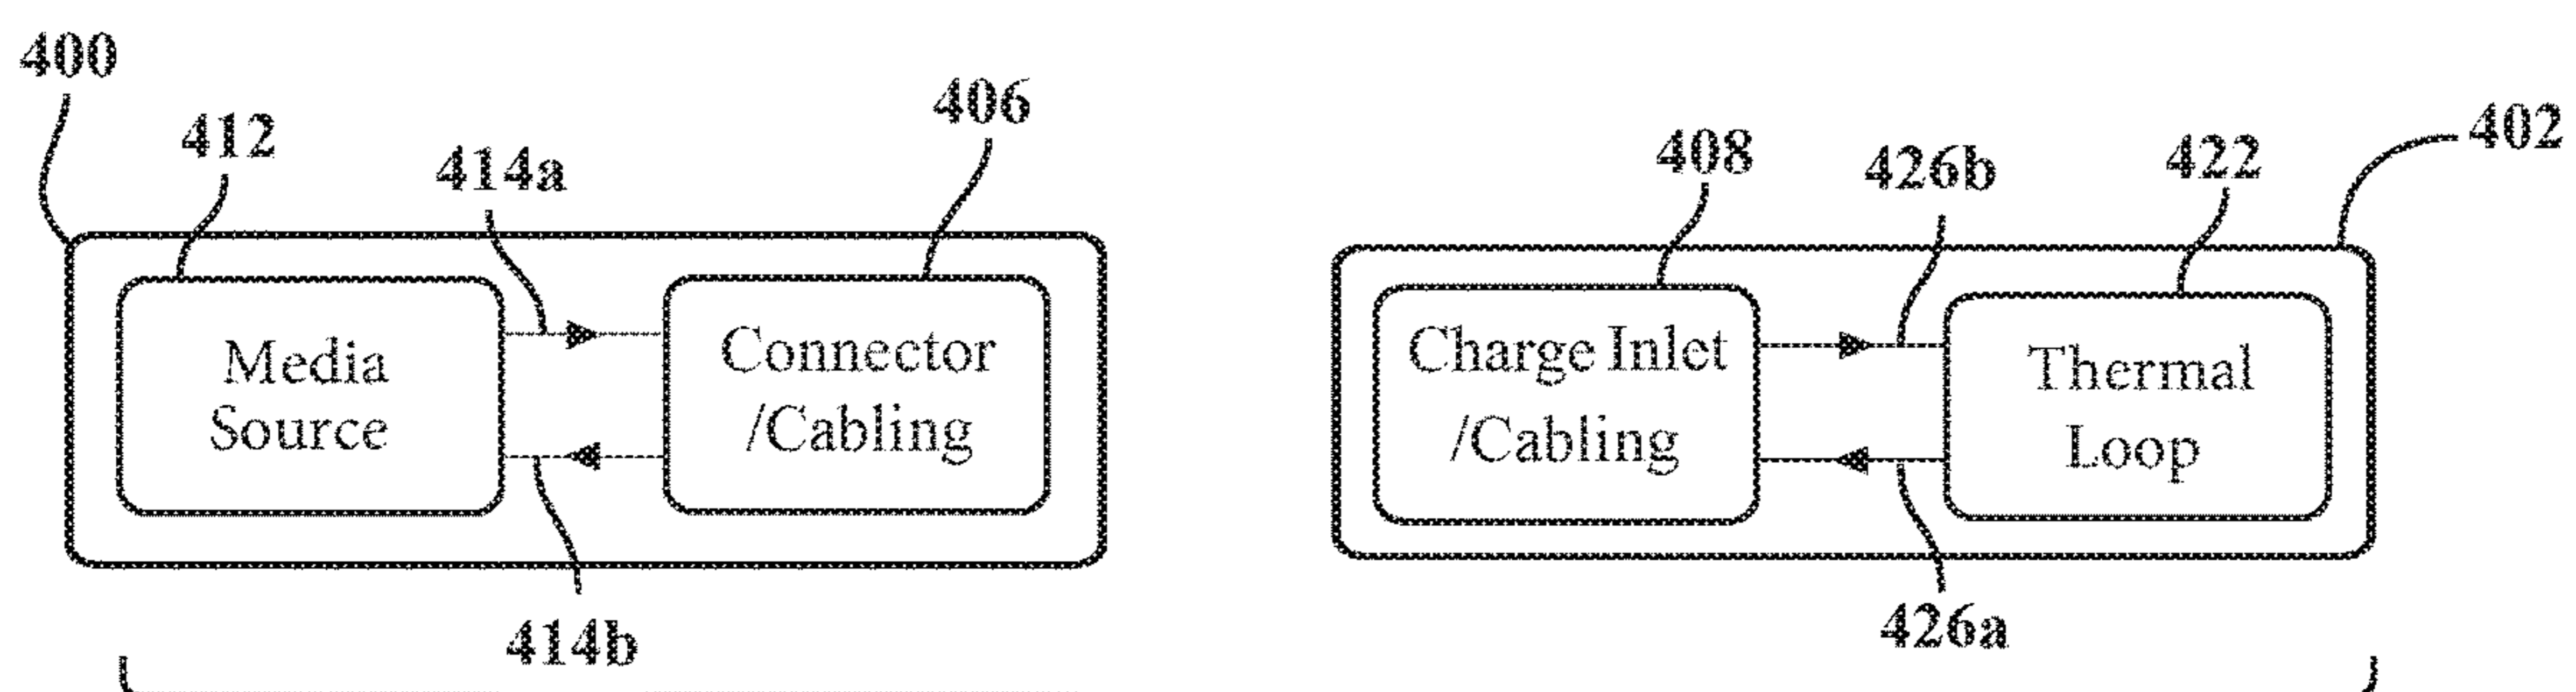 400
412
414a
406
408
426b
422
402
Media
Source
Connector
/Cabling
Charge Inlet
/Cabling
Thermal
Loop
414b
426a